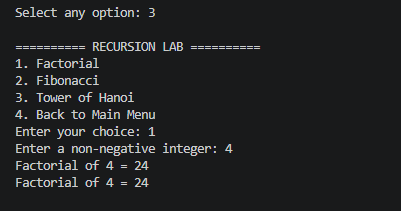 Select any option: 3
========== RECURSION LAB ==========
1. Factorial
2. Fibonacci
3. Tower of Hanoi
4. Back to Main Menu
Enter your choice: 1
Enter a non-negative integer: 4
Factorial of 4 = 24
Factorial of 4 = 24